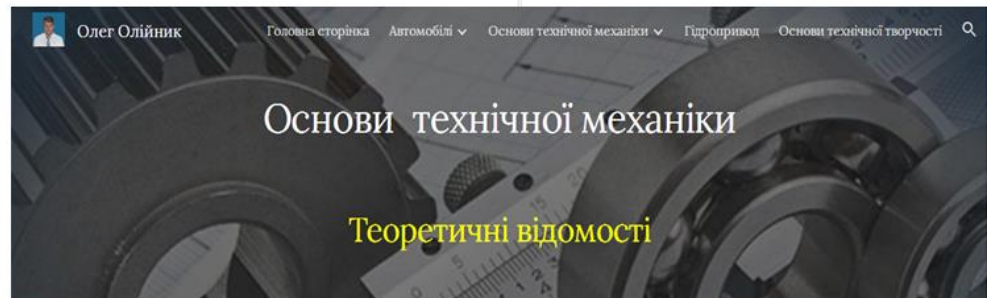 Олег Олійник
Головна сторінка Автомобілі Основи технічної механіки Гідропривод Основи технічної творчості
Основи технічної механіки
Теоретичні відомості